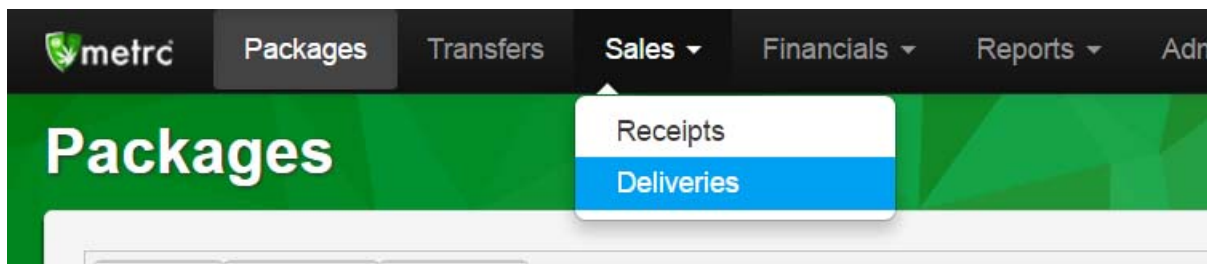 metrc Packages Transfers Sales Financials Reports
Packages
Receipts
Deliveries